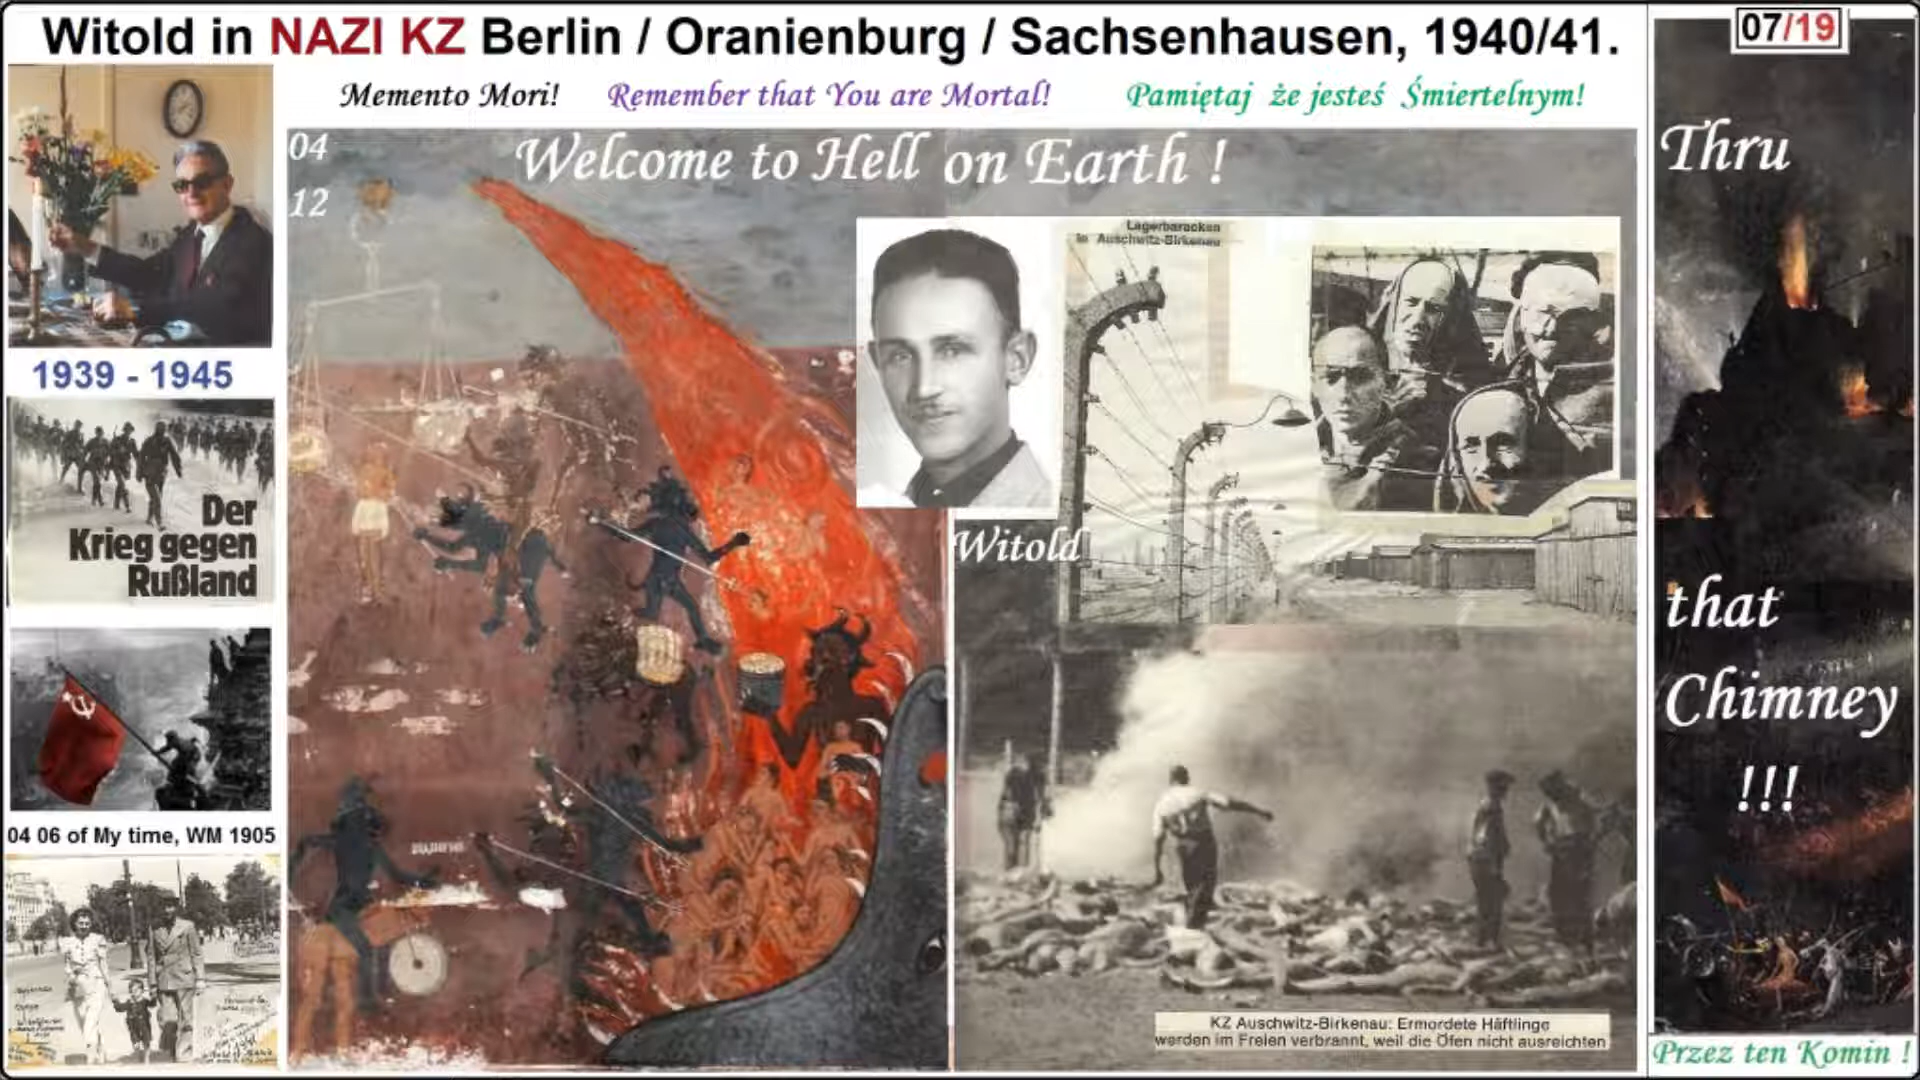 Witold in NAZI KZ Berlin / Oranienburg / Sachsenhausen, 1940/41.
07/19
Memento Mori! Remember that You are Mortal! Pamiętaj że jesteś Śmiertelnym!
04
12
Welcome to Hell on Earth !
Thru
Lagerbaracken
in Auschwitz-Birkenau
1939 - 1945
Der
Krieg gegen
Rußland
Witold
that
Chimney
!!!
04 06 of My time, WM 1905
KZ Auschwitz-Birkenau: Ermordete Häftlinge
werden im Freien verbrannt, weil die Öfen nicht ausreichten
Przez ten Komin !